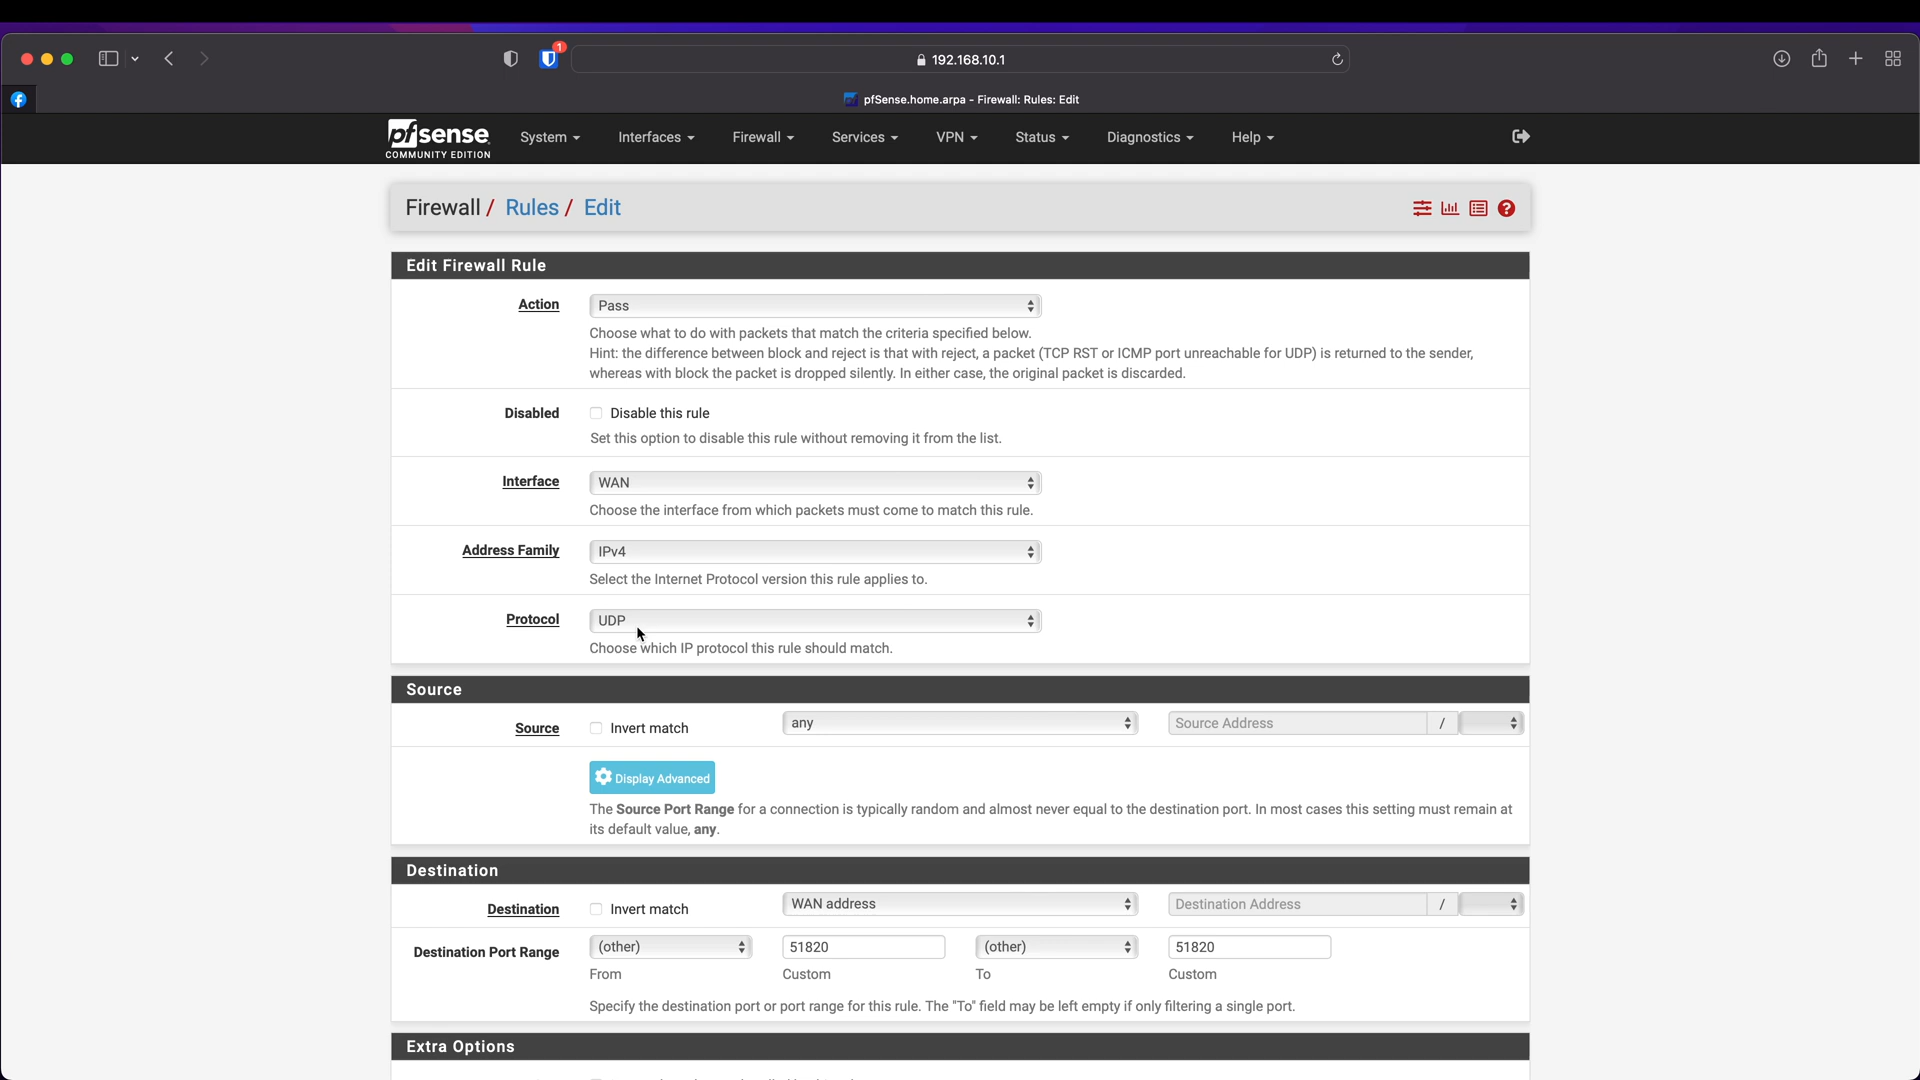 1
192.168.10.1
pfSense.home.arpa - Firewall: Rules: Edit
pfsense
COMMUNITY EDITION
System
Interfaces
Firewall
Services
VPN
Status
Diagnostics
Help
Firewall / Rules / Edit
Edit Firewall Rule
Action
Pass
Choose what to do with packets that match the criteria specified below.
Hint: the difference between block and reject is that with reject, a packet (TCP RST or ICMP port unreachable for UDP) is returned to the sender,
whereas with block the packet is dropped silently. In either case, the original packet is discarded.
Disabled
Disable this rule
Set this option to disable this rule without removing it from the list.
Interface
WAN
Choose the interface from which packets must come to match this rule.
Address Family
IPv4
Select the Internet Protocol version this rule applies to.
Protocol
UDP
Choose which IP protocol this rule should match.
Source
Source
Invert match
any
Source Address
/
Display Advanced
The Source Port Range for a connection is typically random and almost never equal to the destination port. In most cases this setting must remain at
its default value, any.
Destination
Destination
Invert match
WAN address
Destination Address
/
Destination Port Range
(other)
51820
(other)
51820
From
Custom
To
Custom
Specify the destination port or port range for this rule. The "To" field may be left empty if only filtering a single port.
Extra Options